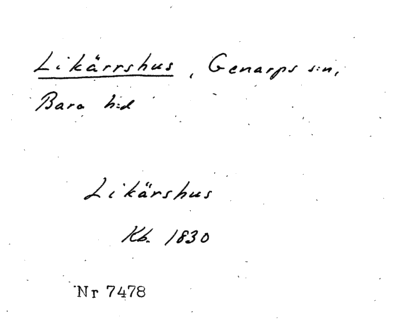 Likärrshus, Genarps s:n,
Bara h:d
Likärshus
Kb. 1830
Nr 7478